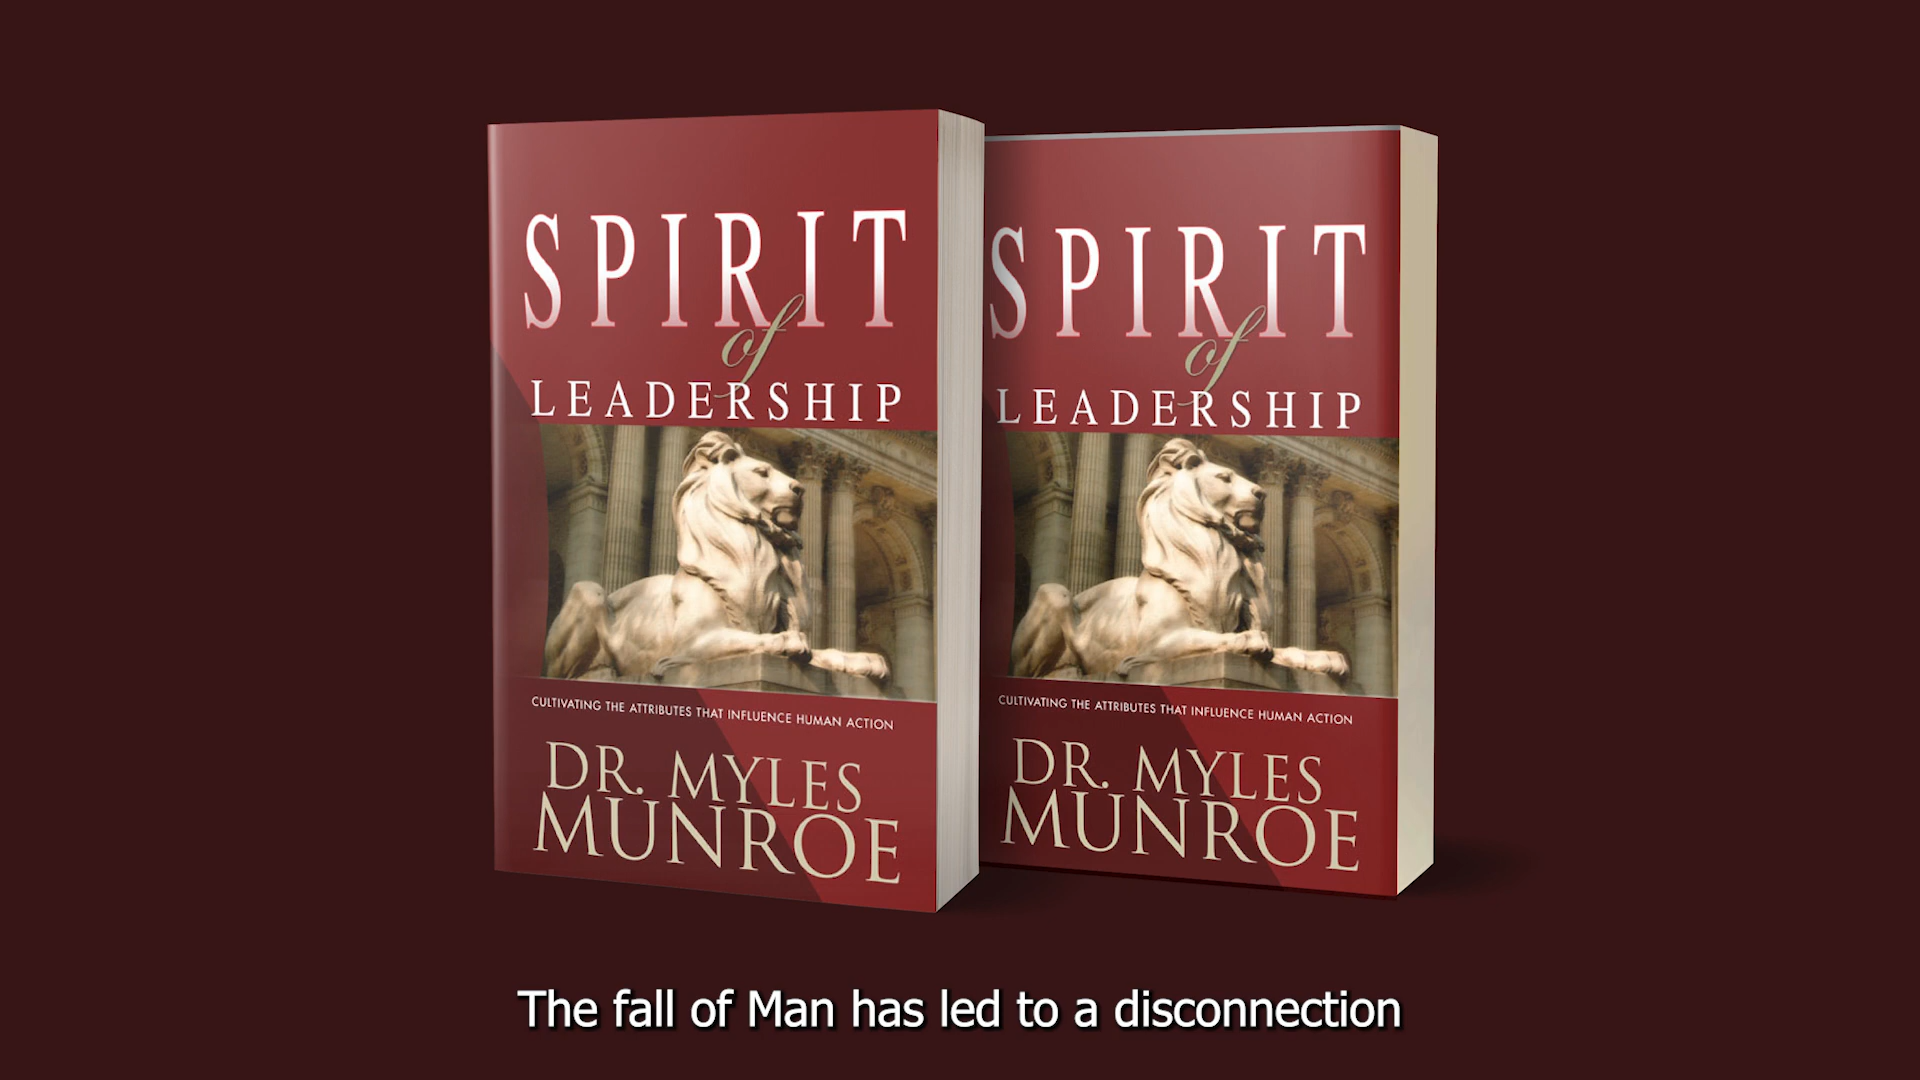 SPIRIT
of
LEADERSHIP
CULTIVATING THE ATTRIBUTES THAT INFLUENCE HUMAN ACTION
DR. MYLES
MUNROE
SPIRIT
of
LEADERSHIP
CULTIVATING THE ATTRIBUTES THAT INFLUENCE HUMAN ACTION
DR. MYLES
MUNROE
The fall of Man has led to a disconnection